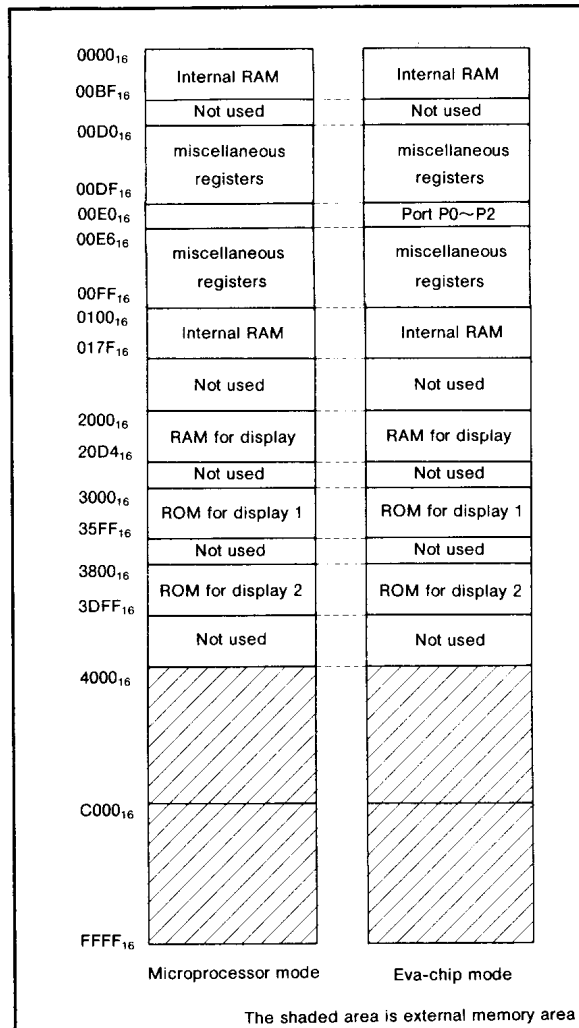 0000₁₆
Internal RAM Internal RAM
00BF₁₆
Not used Not used
00D0₁₆
miscellaneous miscellaneous
registers registers
00DF₁₆
00E0₁₆ Port P0~P2
00E6₁₆
miscellaneous miscellaneous
registers registers
00FF₁₆
0100₁₆
Internal RAM Internal RAM
017F₁₆
Not used Not used
2000₁₆
RAM for display RAM for display
20D4₁₆
Not used Not used
3000₁₆
ROM for display 1 ROM for display 1
35FF₁₆
Not used Not used
3800₁₆
ROM for display 2 ROM for display 2
3DFF₁₆
Not used Not used
4000₁₆
C000₁₆
FFFF₁₆
Microprocessor mode Eva-chip mode
The shaded area is external memory area